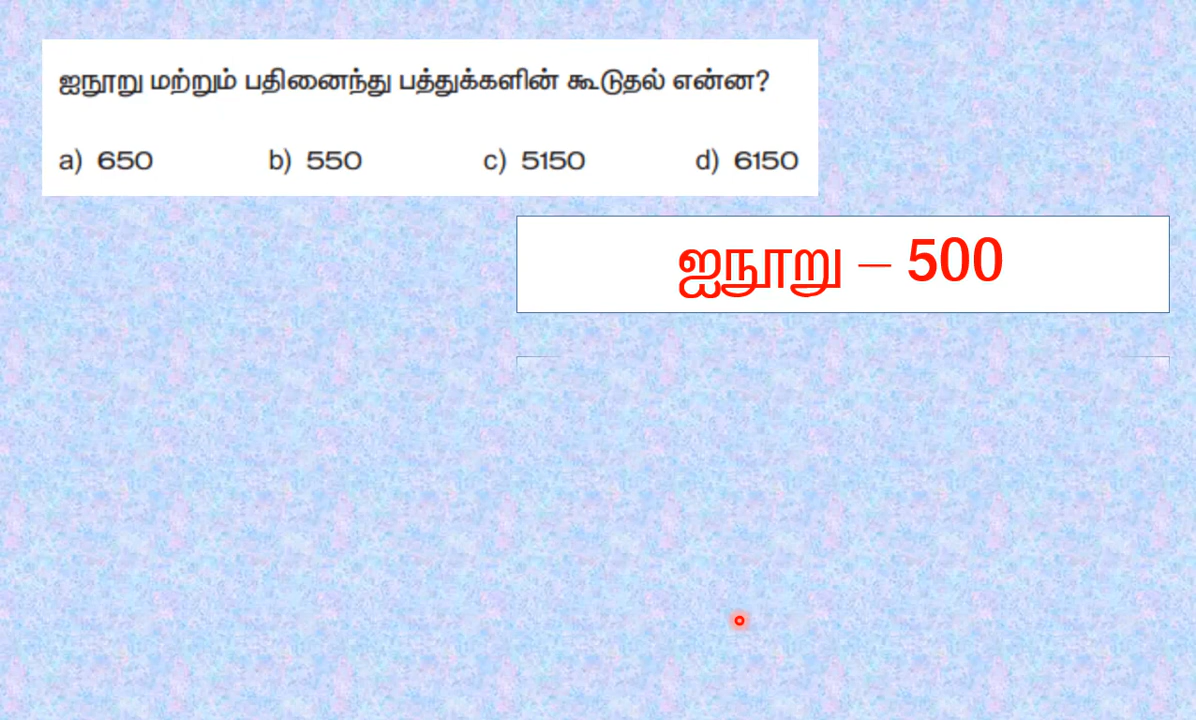 ஐநூறு மற்றும் பதினைந்து பத்துக்களின் கூடுதல் என்ன?
a) 650 b) 550 c) 5150 d) 6150
ஐநூறு – 500